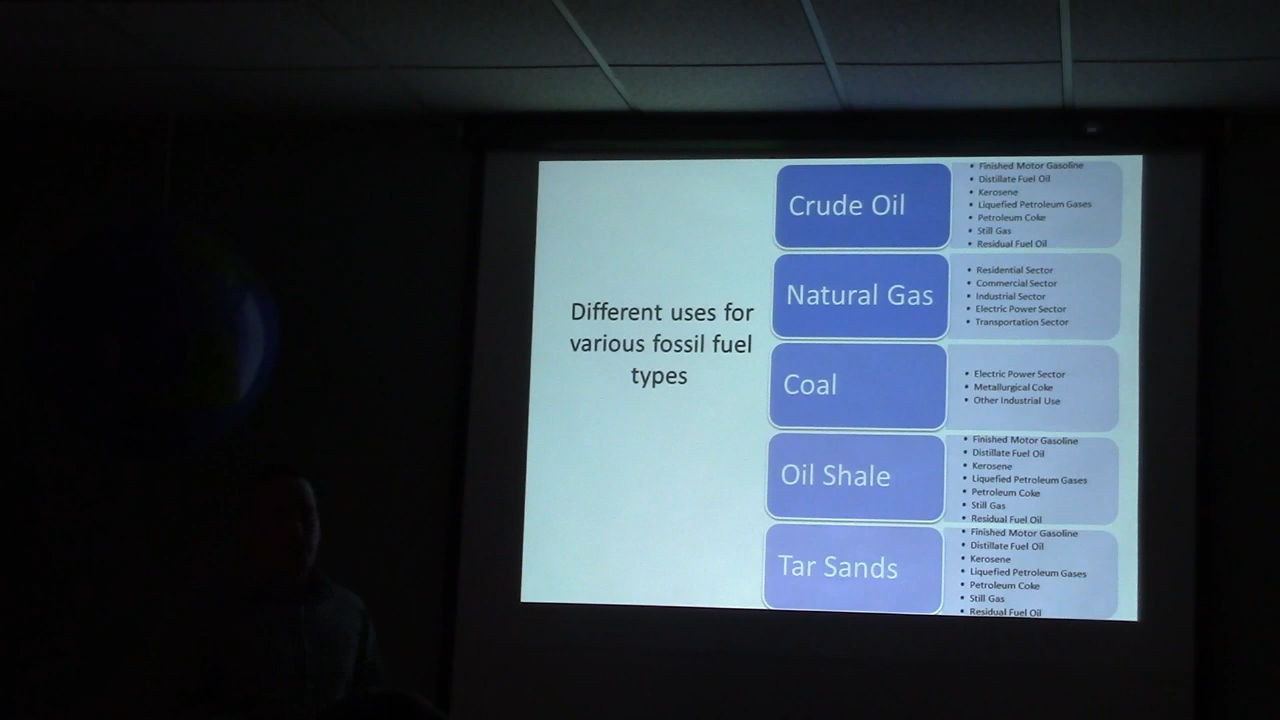 Different uses for
various fossil fuel
types
Crude Oil
• Finished Motor Gasoline
• Distillate Fuel Oil
• Kerosene
• Liquefied Petroleum Gases
• Petroleum Coke
• Still Gas
• Residual Fuel Oil
Natural Gas
• Residential Sector
• Commercial Sector
• Industrial Sector
• Electric Power Sector
• Transportation Sector
Coal
• Electric Power Sector
• Metallurgical Coke
• Other Industrial Use
Oil Shale
• Finished Motor Gasoline
• Distillate Fuel Oil
• Kerosene
• Liquefied Petroleum Gases
• Petroleum Coke
• Still Gas
• Residual Fuel Oil
Tar Sands
• Finished Motor Gasoline
• Distillate Fuel Oil
• Kerosene
• Liquefied Petroleum Gases
• Petroleum Coke
• Still Gas
• Residual Fuel Oil